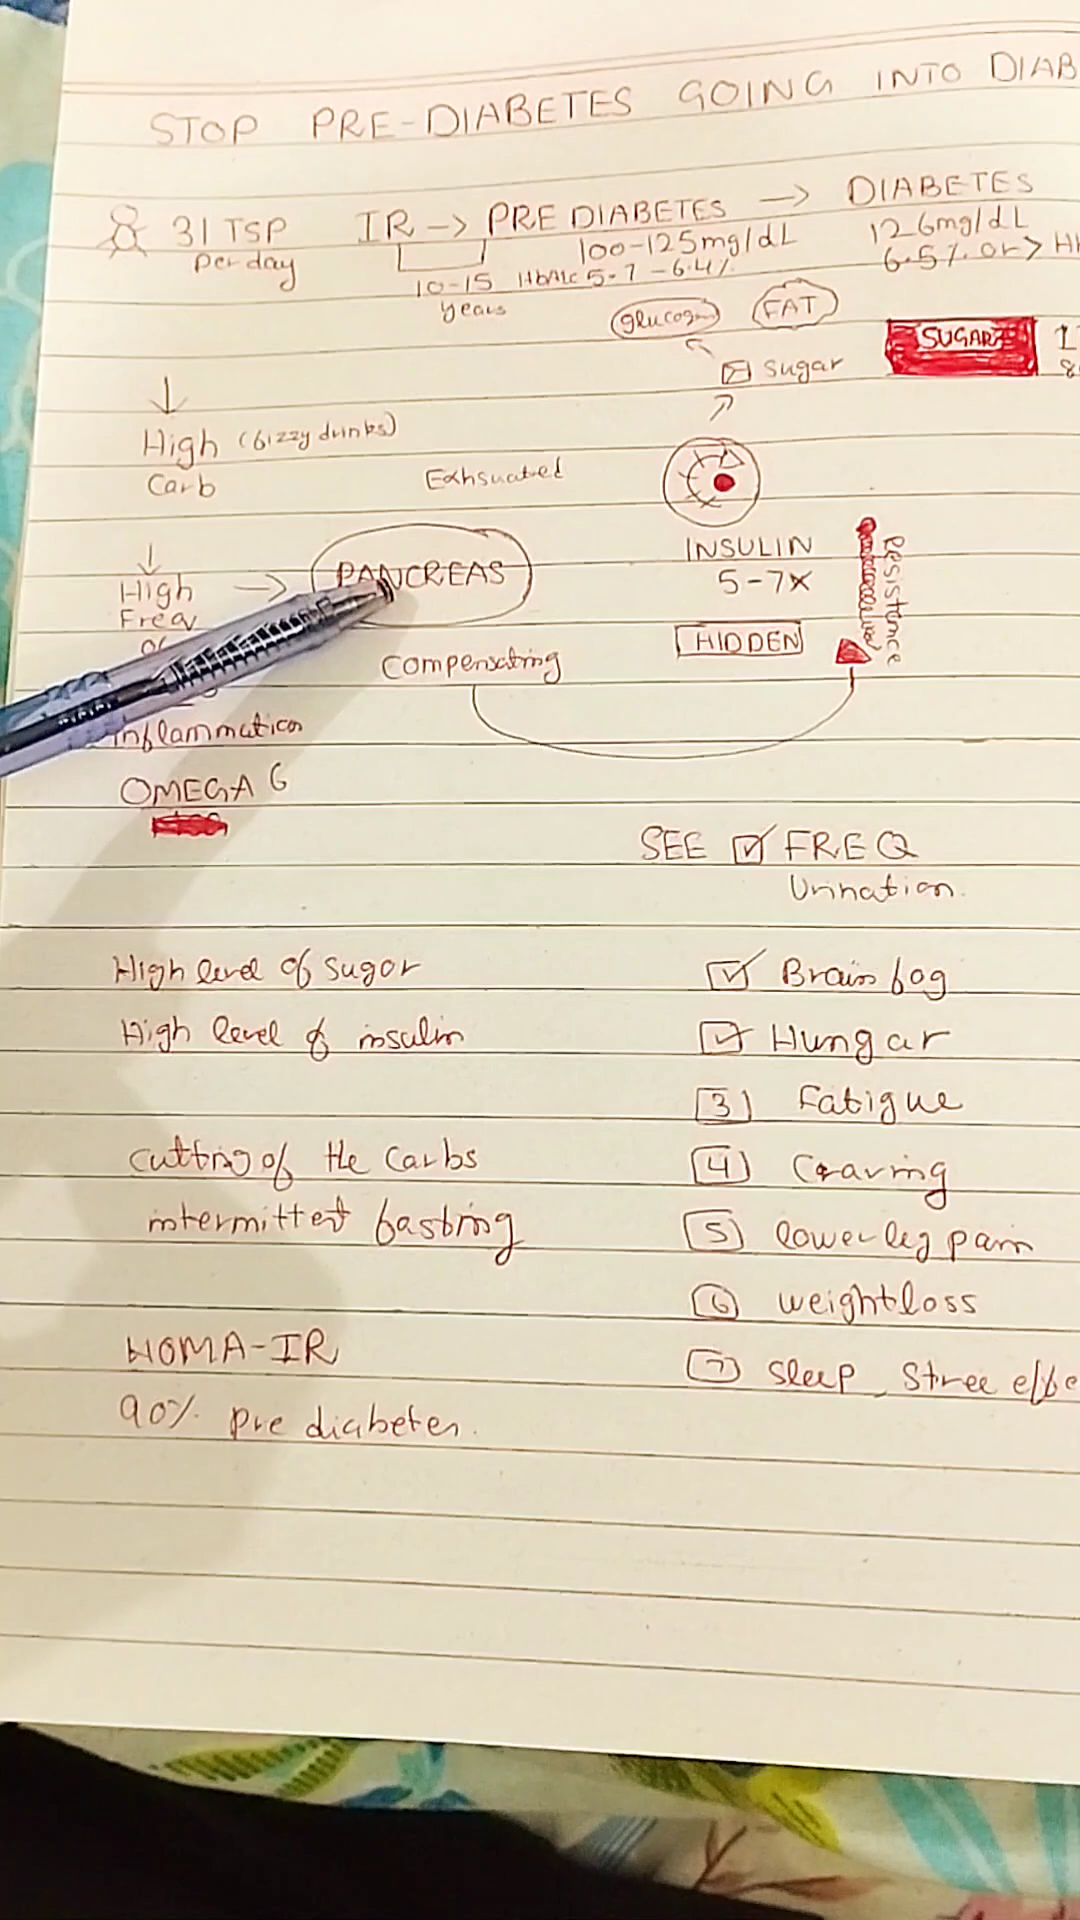 STOP PRE-DIABETES GOING INTO DIAB
31 TSP
per day
IR → PRE DIABETES → DIABETES
100-125mg/dL
126mg/dL
10-15
years
HbA1c 5.7-6.4%
6.5% or >
FAT
sugar
SUGAR
↓
High (fizzy drinks)
Carb
Exhsuated
↓
High → PANCREAS
Freq
INSULIN
5-7x
Resistence
HIDDEN
Compensating
inflammation
OMEGA 6
SEE ☑ FREQ
Urination.
High level of sugar
High level of insulin
☑ Brain fog
☑ Hungar
3 Fatigue
cutting of the carbs
intermittent fasting
4 Craving
5 lower leg pain
6 weightloss
HOMA-IR
90% pre diabetes.
7 Sleep, Stree effe